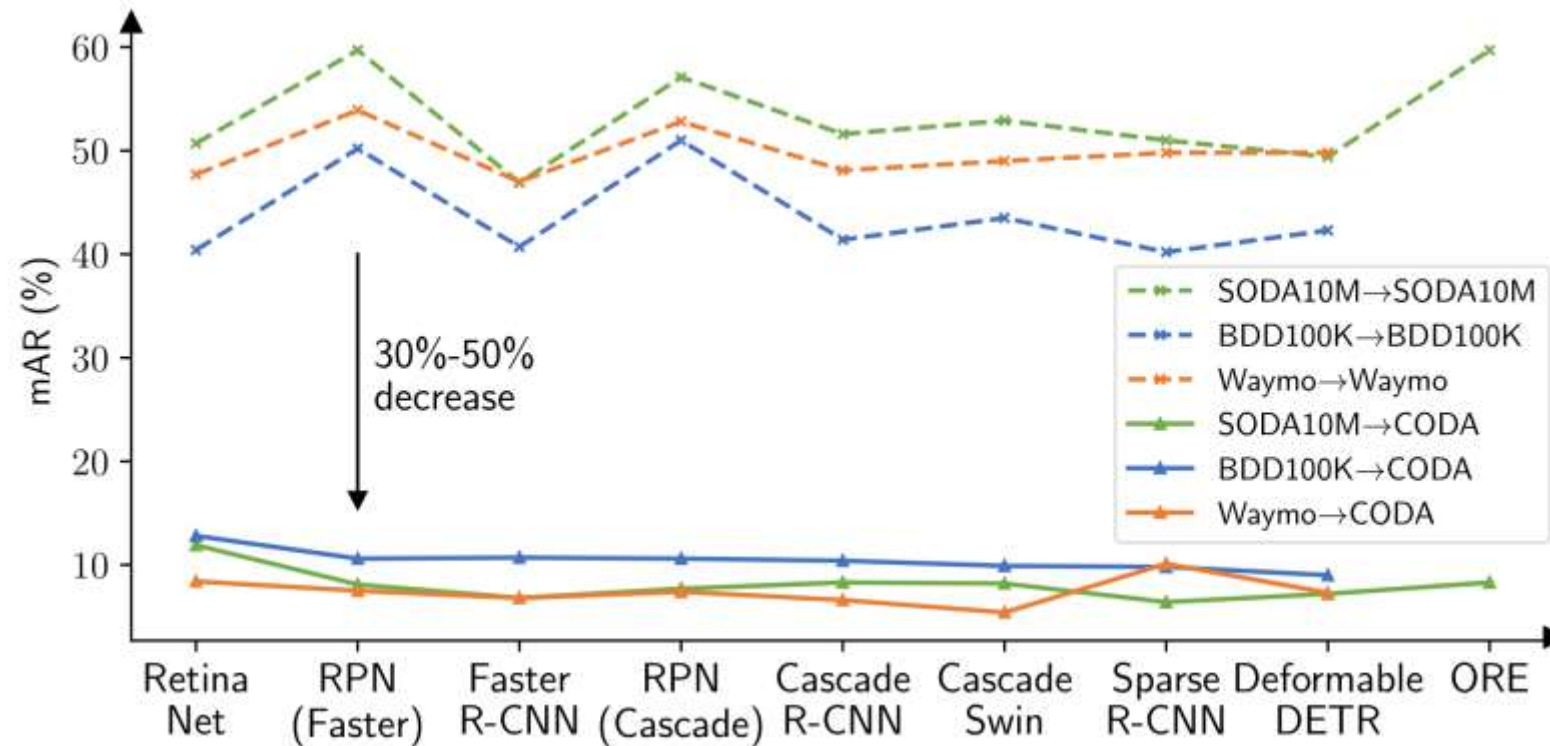 60
50
40
30
20
10
mAR (%)
30%-50%
decrease
SODA10M→SODA10M
BDD100K→BDD100K
Waymo→Waymo
SODA10M→CODA
BDD100K→CODA
Waymo→CODA
Retina
Net
RPN
(Faster)
Faster
R-CNN
RPN
(Cascade)
Cascade
R-CNN
Cascade
Swin
Sparse
R-CNN
Deformable
DETR
ORE